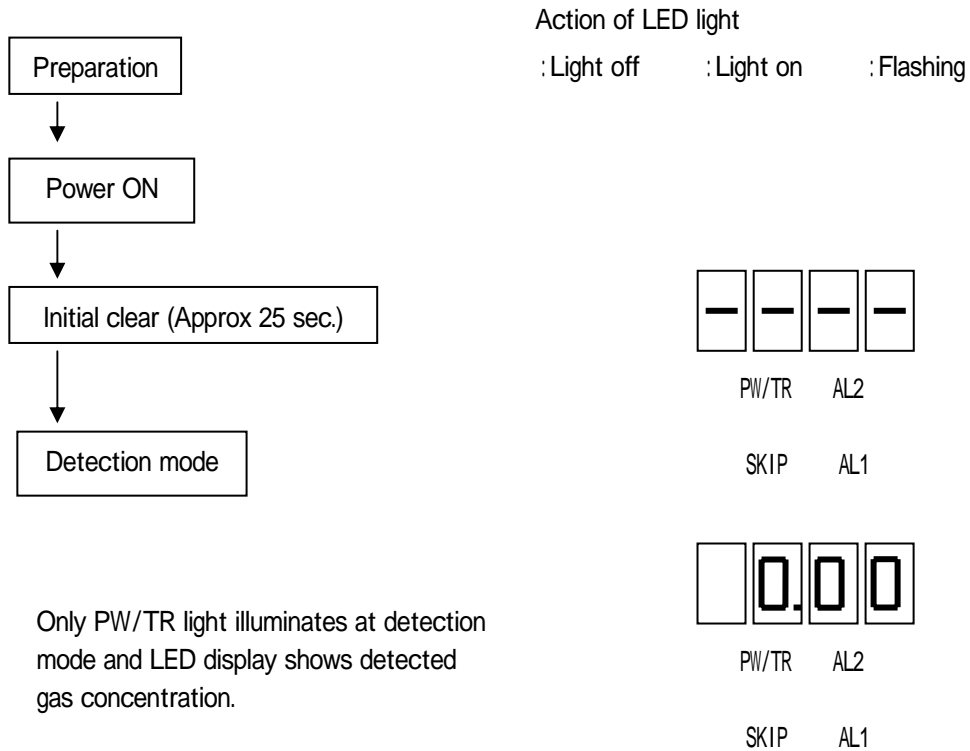 Action of LED light
:Light off :Light on :Flashing
Preparation
Power ON
Initial clear (Approx 25 sec.)
Detection mode
Only PW/TR light illuminates at detection
mode and LED display shows detected
gas concentration.
- - - -
PW/TR AL2
SKIP AL1
0.00
PW/TR AL2
SKIP AL1